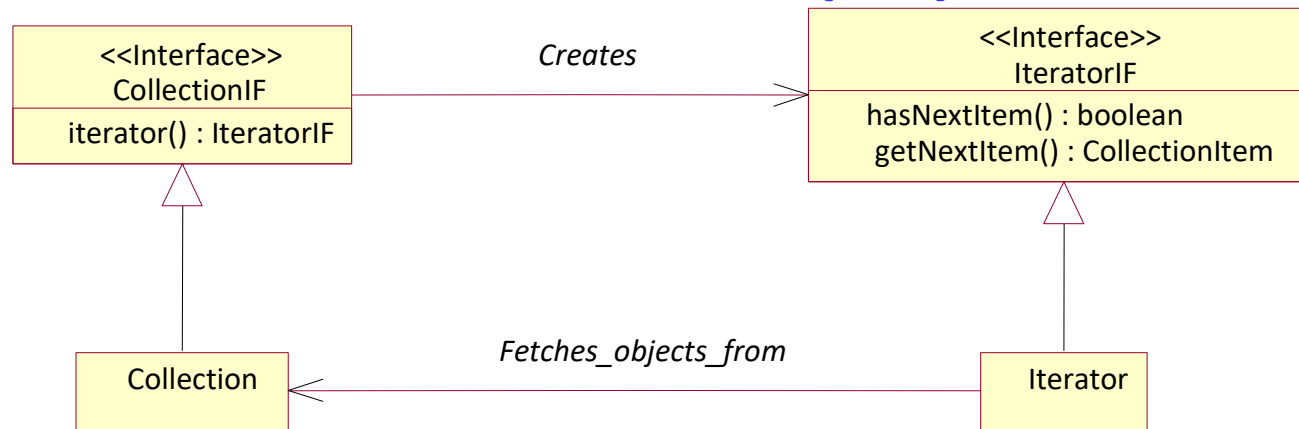 <<Interface>>
CollectionIF
iterator() : IteratorIF
Creates
<<Interface>>
IteratorIF
hasNextItem() : boolean
getNextItem() : CollectionItem
Collection
Fetches_objects_from
Iterator